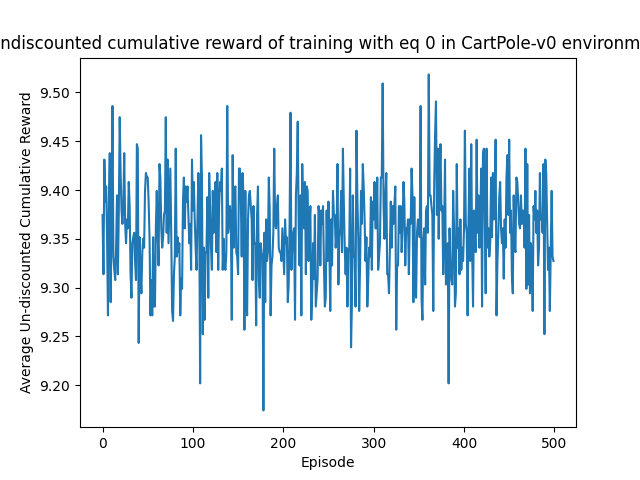 ndiscounted cumulative reward of training with eq 0 in CartPole-v0 environm
9.50
9.45
9.40
9.35
9.30
9.25
9.20
Average Un-discounted Cumulative Reward
0 100 200 300 400 500
Episode